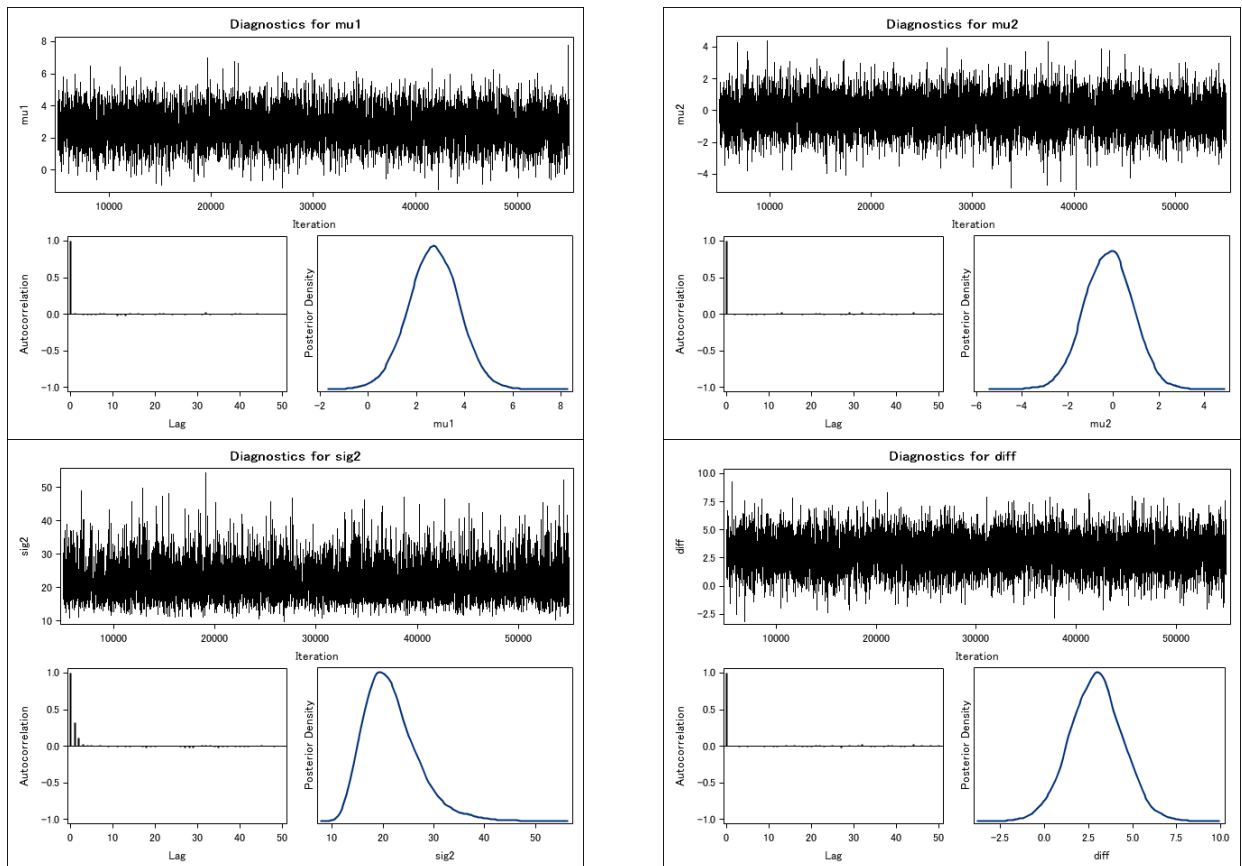 Diagnostics for mu1
8
6
4
2
0
mu1
10000 20000 30000 40000 50000
Iteration
1.0
0.5
0.0
−0.5
−1.0
Autocorrelation
0 10 20 30 40 50
Lag
Posterior Density
−2 0 2 4 6 8
mu1
Diagnostics for mu2
4
2
0
−2
−4
mu2
10000 20000 30000 40000 50000
Iteration
1.0
0.5
0.0
−0.5
−1.0
Autocorrelation
0 10 20 30 40 50
Lag
Posterior Density
−6 −4 −2 0 2 4
mu2
Diagnostics for sig2
50
40
30
20
10
sig2
10000 20000 30000 40000 50000
Iteration
1.0
0.5
0.0
−0.5
−1.0
Autocorrelation
0 10 20 30 40 50
Lag
Posterior Density
10 20 30 40 50
sig2
Diagnostics for diff
10.0
7.5
5.0
2.5
0.0
−2.5
diff
10000 20000 30000 40000 50000
Iteration
1.0
0.5
0.0
−0.5
−1.0
Autocorrelation
0 10 20 30 40 50
Lag
Posterior Density
−2.5 0.0 2.5 5.0 7.5 10.0
diff